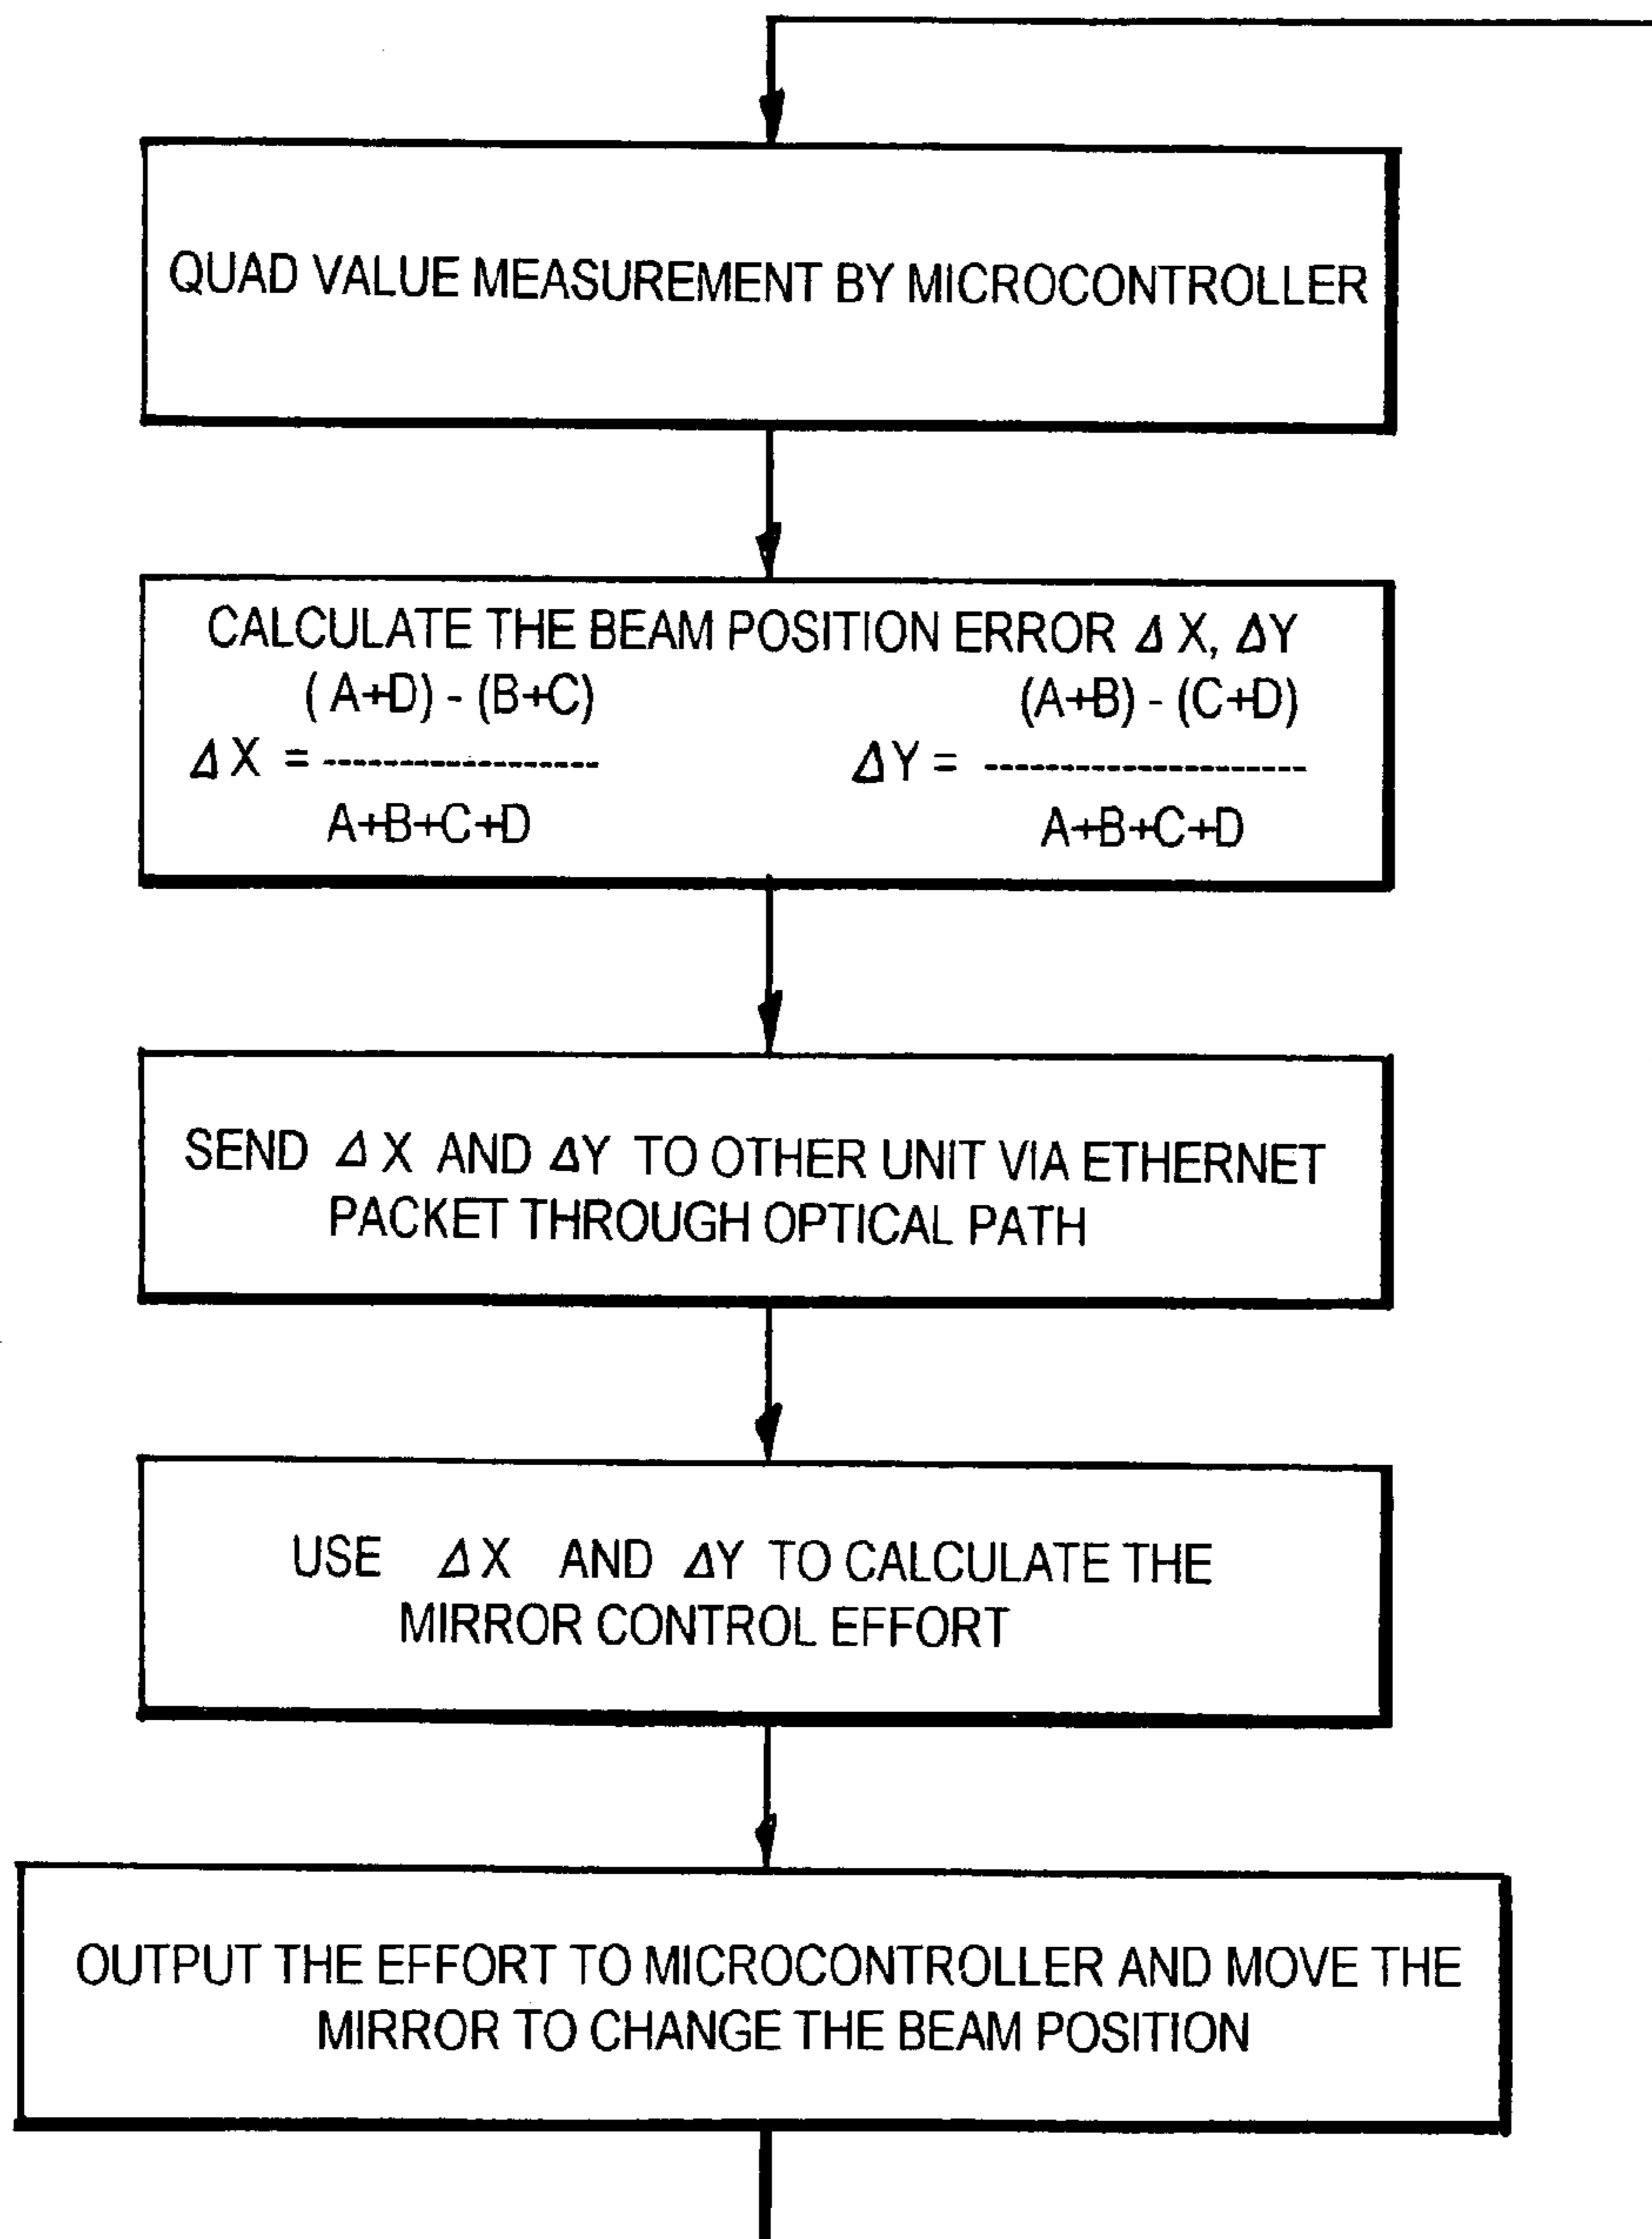 QUAD VALUE MEASUREMENT BY MICROCONTROLLER
CALCULATE THE BEAM POSITION ERROR Δ X, ΔY
( A+D) - (B+C) (A+B) - (C+D)
ΔX = ------------------- ΔY = ----------------------
A+B+C+D A+B+C+D
SEND Δ X AND ΔY TO OTHER UNIT VIA ETHERNET
PACKET THROUGH OPTICAL PATH
USE ΔX AND ΔY TO CALCULATE THE
MIRROR CONTROL EFFORT
OUTPUT THE EFFORT TO MICROCONTROLLER AND MOVE THE
MIRROR TO CHANGE THE BEAM POSITION